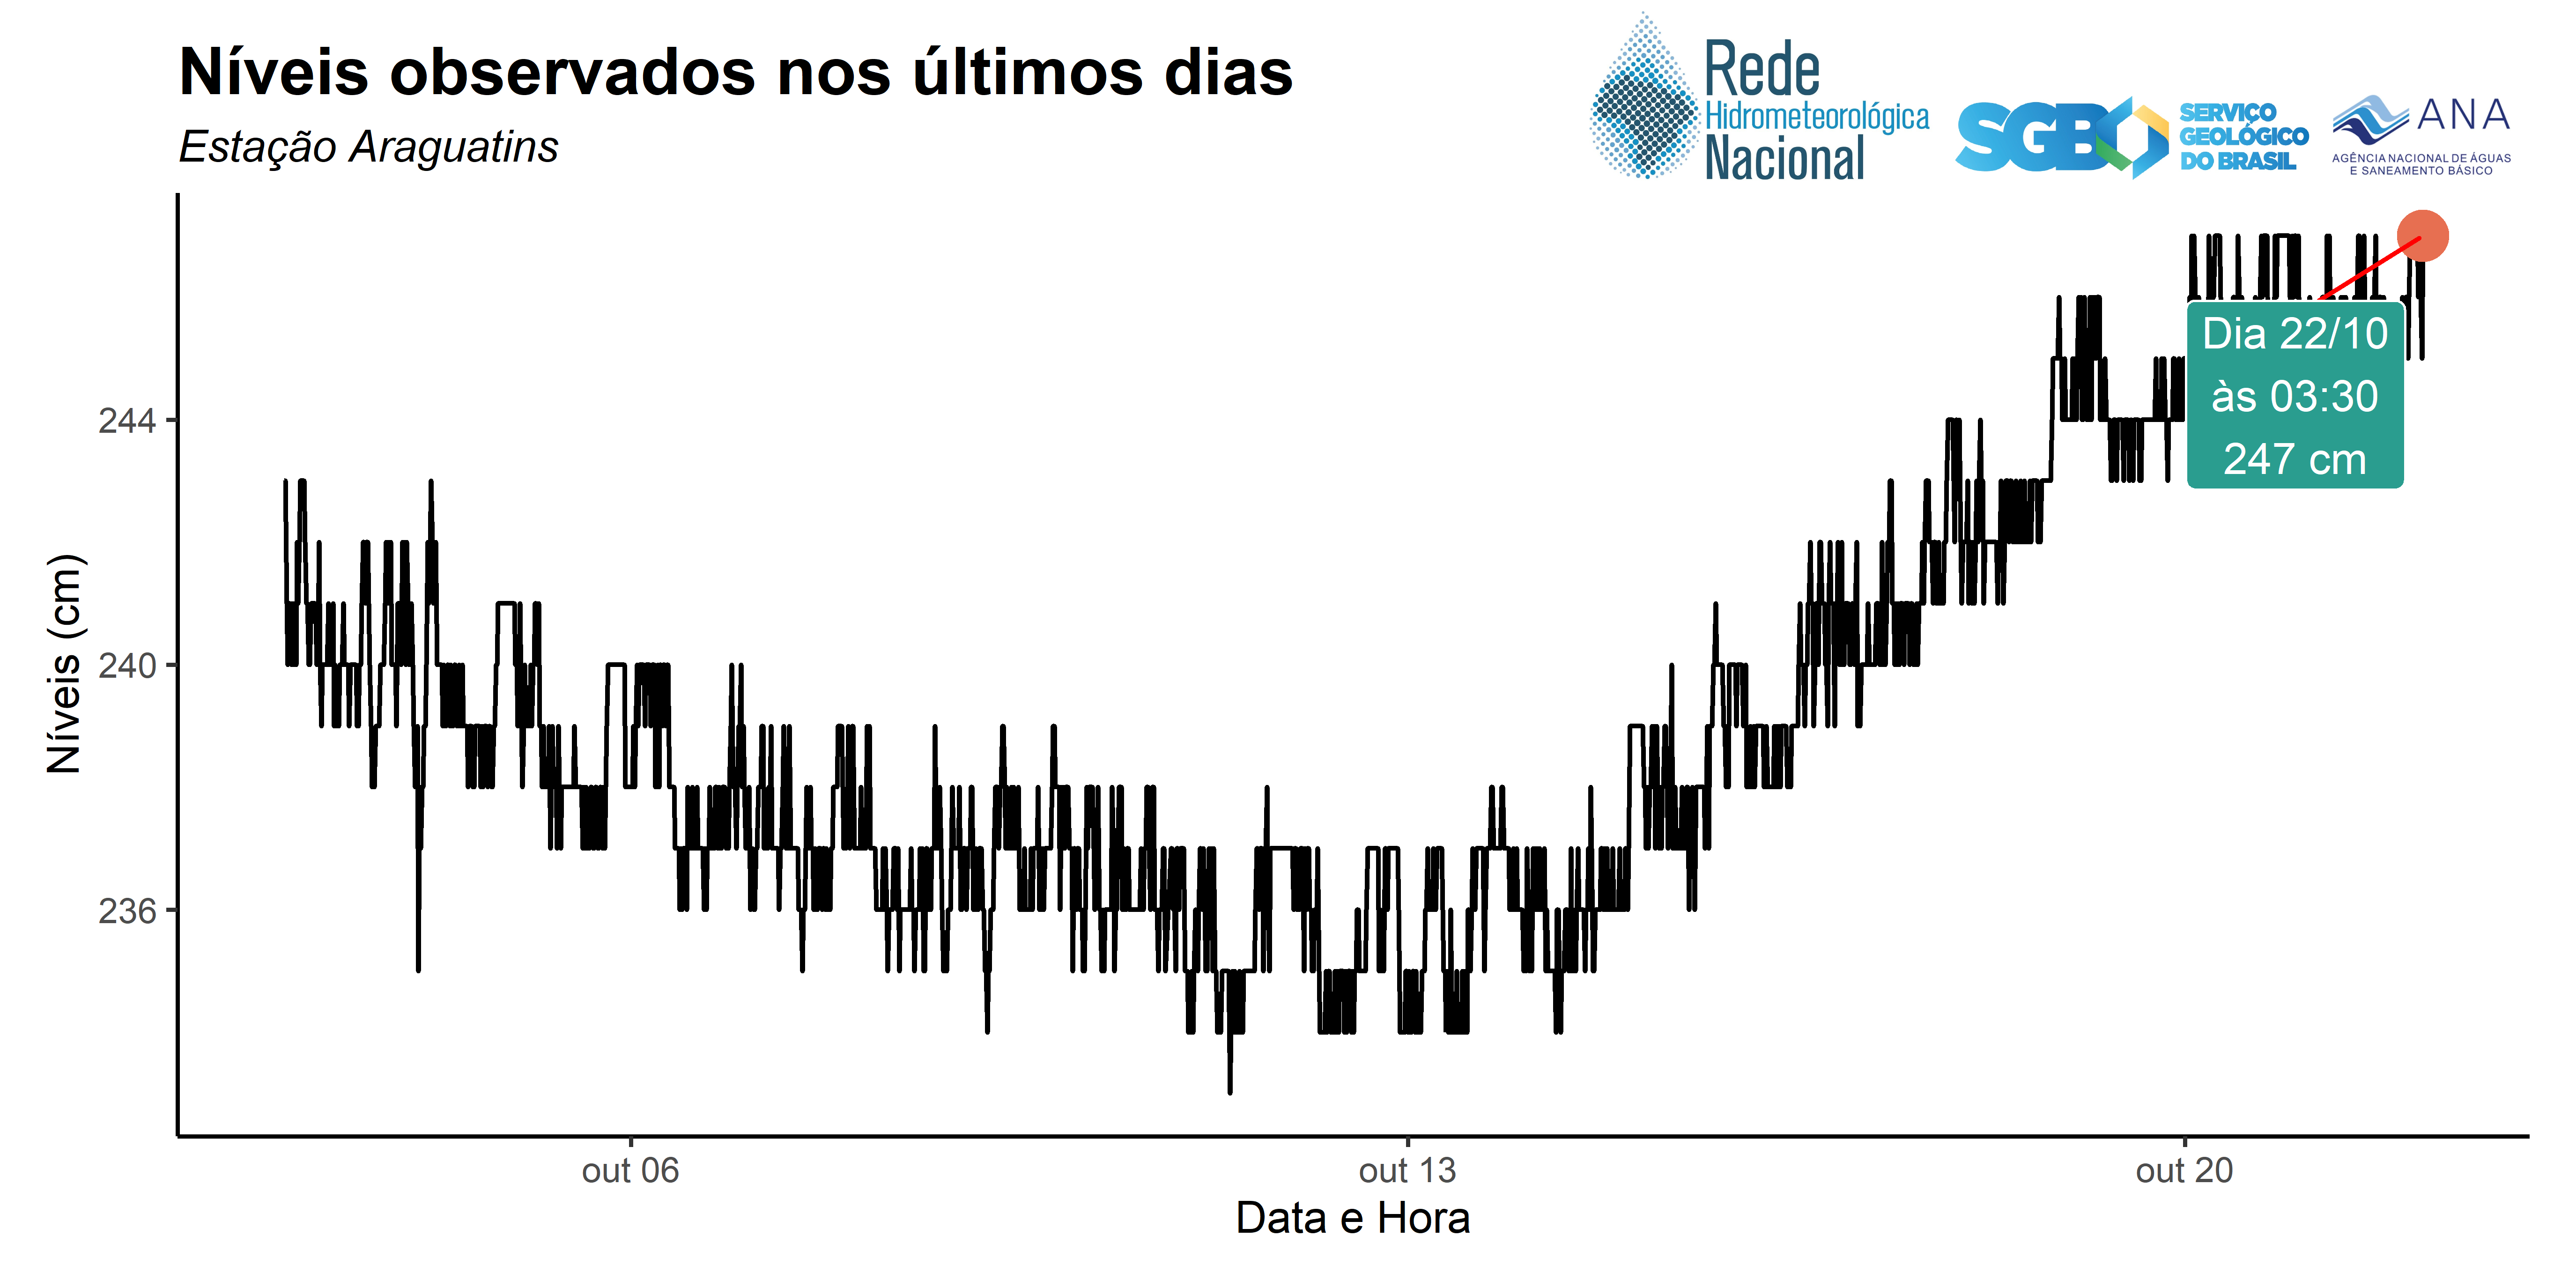 Níveis observados nos últimos dias
Estação Araguatins
Rede
Hidrometeorológica
Nacional
SGB
SERVIÇO
GEOLÓGICO
DO BRASIL
ANA
AGÊNCIA NACIONAL DE ÁGUAS
E SANEAMENTO BÁSICO
Dia 22/10
às 03:30
247 cm
Níveis (cm)
244
240
236
out 06
out 13
out 20
Data e Hora